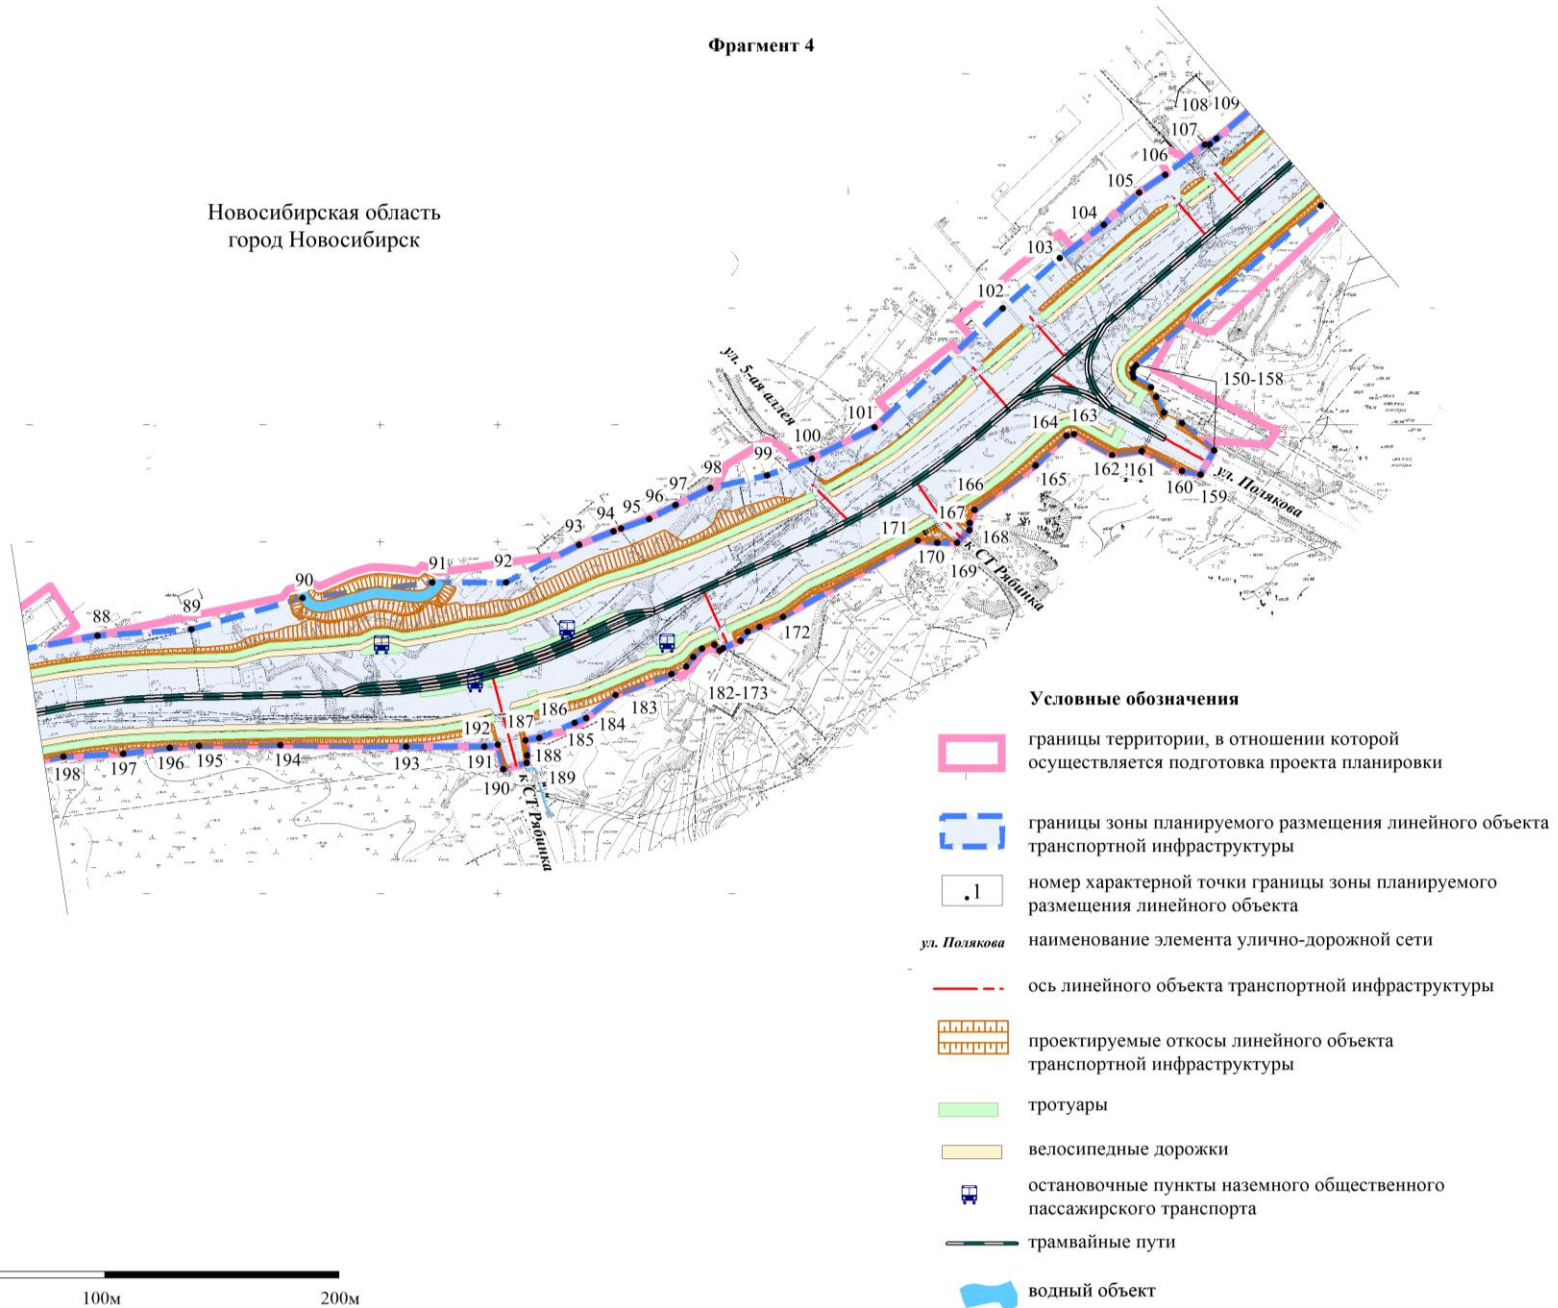 Фрагмент 4
Новосибирская область
город Новосибирск
108 109
107
106
105
104
103
102
ул. 5-ая аллея
101
100
99
98
97
96
95
94
93
92
91
90
89
88
150-158
163
164
162
161
160
159
ул. Полякова
165
166
167
168
171
170
169
к СТ Рябинка
172
182-173
183
184
186
185
187
192
188
191
189
190
193
194
195
196
197
198
к СТ Рябинка
Условные обозначения
границы территории, в отношении которой
осуществляется подготовка проекта планировки
границы зоны планируемого размещения линейного объекта
транспортной инфраструктуры
.1
номер характерной точки границы зоны планируемого
размещения линейного объекта
ул. Полякова
наименование элемента улично-дорожной сети
ось линейного объекта транспортной инфраструктуры
проектируемые откосы линейного объекта
транспортной инфраструктуры
тротуары
велосипедные дорожки
остановочные пункты наземного общественного
пассажирского транспорта
трамвайные пути
водный объект
100м
200м